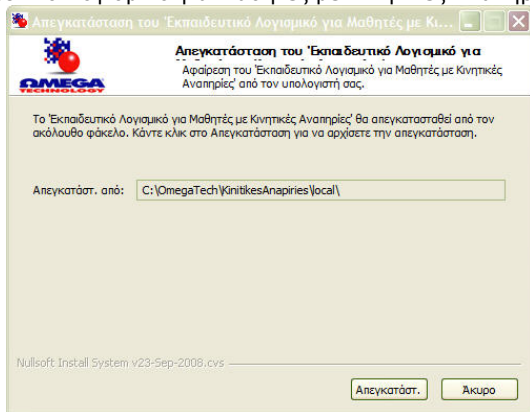 Απεγκατάσταση του 'Εκπαιδευτικό Λογισμικό για Μαθητές με Κι...
Απεγκατάσταση του 'Εκπαιδευτικό Λογισμικό για
Αφαίρεση του 'Εκπαιδευτικό Λογισμικό για Μαθητές με Κινητικές
Αναπηρίες' από τον υπολογιστή σας.
OMEGA
TECHNOLOGY
Το 'Εκπαιδευτικό Λογισμικό για Μαθητές με Κινητικές Αναπηρίες' θα απεγκατασταθεί από τον
ακόλουθο φάκελο. Κάντε κλικ στο Απεγκατάσταση για να αρχίσετε την απεγκατάσταση.
Απεγκατάστ. από:
C:\OmegaTech\KinitikesAnapiries\local\
Nullsoft Install System v23-Sep-2008.cvs
Απεγκατάστ.
Άκυρο